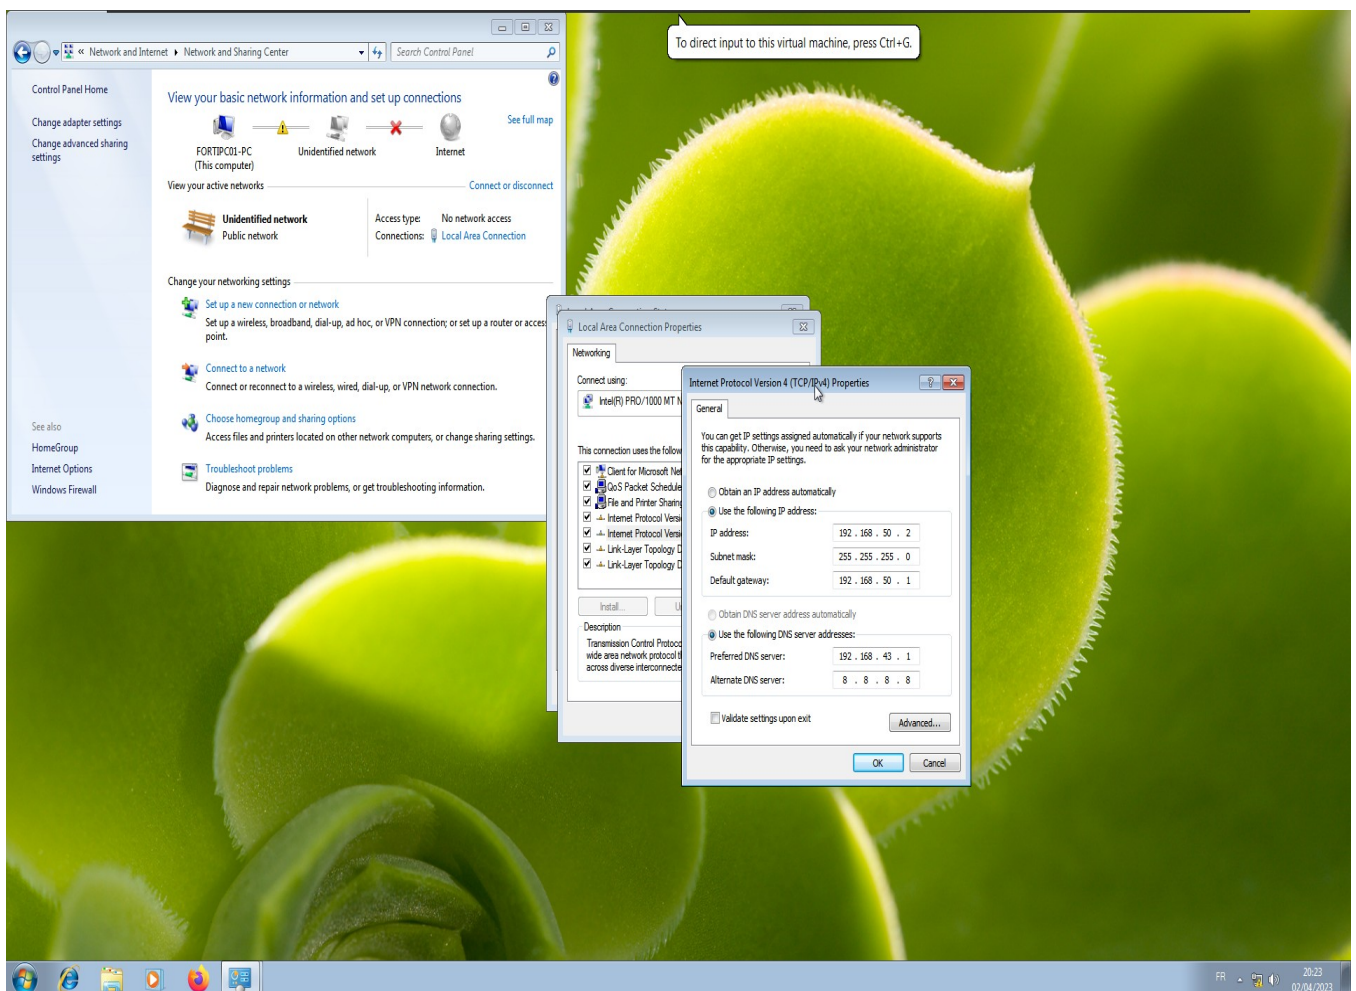 To direct input to this virtual machine, press Ctrl+G.
« Network and Internet ▸ Network and Sharing Center
Search Control Panel
Control Panel Home
Change adapter settings
Change advanced sharing
settings
See also
HomeGroup
Internet Options
Windows Firewall
View your basic network information and set up connections
See full map
FORTIPC01-PC
(This computer)
Unidentified network
Internet
View your active networks
Connect or disconnect
Unidentified network
Public network
Access type: No network access
Connections: Local Area Connection
Change your networking settings
Set up a new connection or network
Set up a wireless, broadband, dial-up, ad hoc, or VPN connection; or set up a router or access
point.
Connect to a network
Connect or reconnect to a wireless, wired, dial-up, or VPN network connection.
Choose homegroup and sharing options
Access files and printers located on other network computers, or change sharing settings.
Troubleshoot problems
Diagnose and repair network problems, or get troubleshooting information.
Local Area Connection Properties
Networking
Connect using:
Intel(R) PRO/1000 MT N
This connection uses the follow
Client for Microsoft Net
QoS Packet Schedule
File and Printer Sharing
Internet Protocol Versi
Internet Protocol Versi
Link-Layer Topology D
Link-Layer Topology D
Install...
Description
Transmission Control Protoc
wide area network protocol t
across diverse interconnecte
Internet Protocol Version 4 (TCP/IPv4) Properties
General
You can get IP settings assigned automatically if your network supports
this capability. Otherwise, you need to ask your network administrator
for the appropriate IP settings.
Obtain an IP address automatically
Use the following IP address:
IP address: 192 . 168 . 50 . 2
Subnet mask: 255 . 255 . 255 . 0
Default gateway: 192 . 168 . 50 . 1
Obtain DNS server address automatically
Use the following DNS server addresses:
Preferred DNS server: 192 . 168 . 43 . 1
Alternate DNS server: 8 . 8 . 8 . 8
Validate settings upon exit
Advanced...
OK
Cancel
FR
20:23
02/04/2023